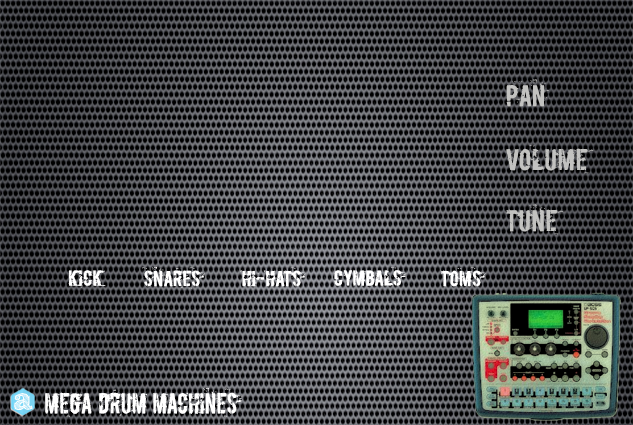 PAN
VOLUME
TUNE
KICK SNARES HI-HATS CYMBALS TOMS
MEGA DRUM MACHINES